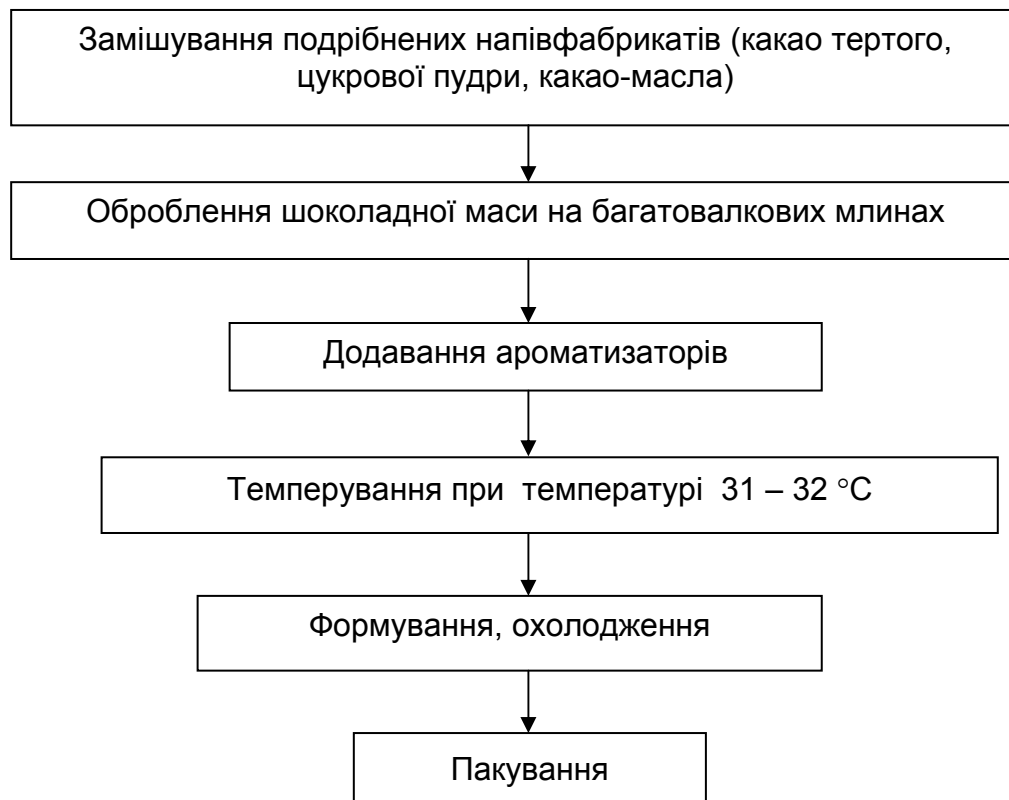 Замішування подрібнених напівфабрикатів (какао тертого,
цукрової пудри, какао-масла)
Оброблення шоколадної маси на багатовалкових млинах
Додавання ароматизаторів
Темперування при температурі 31 – 32 °С
Формування, охолодження
Пакування